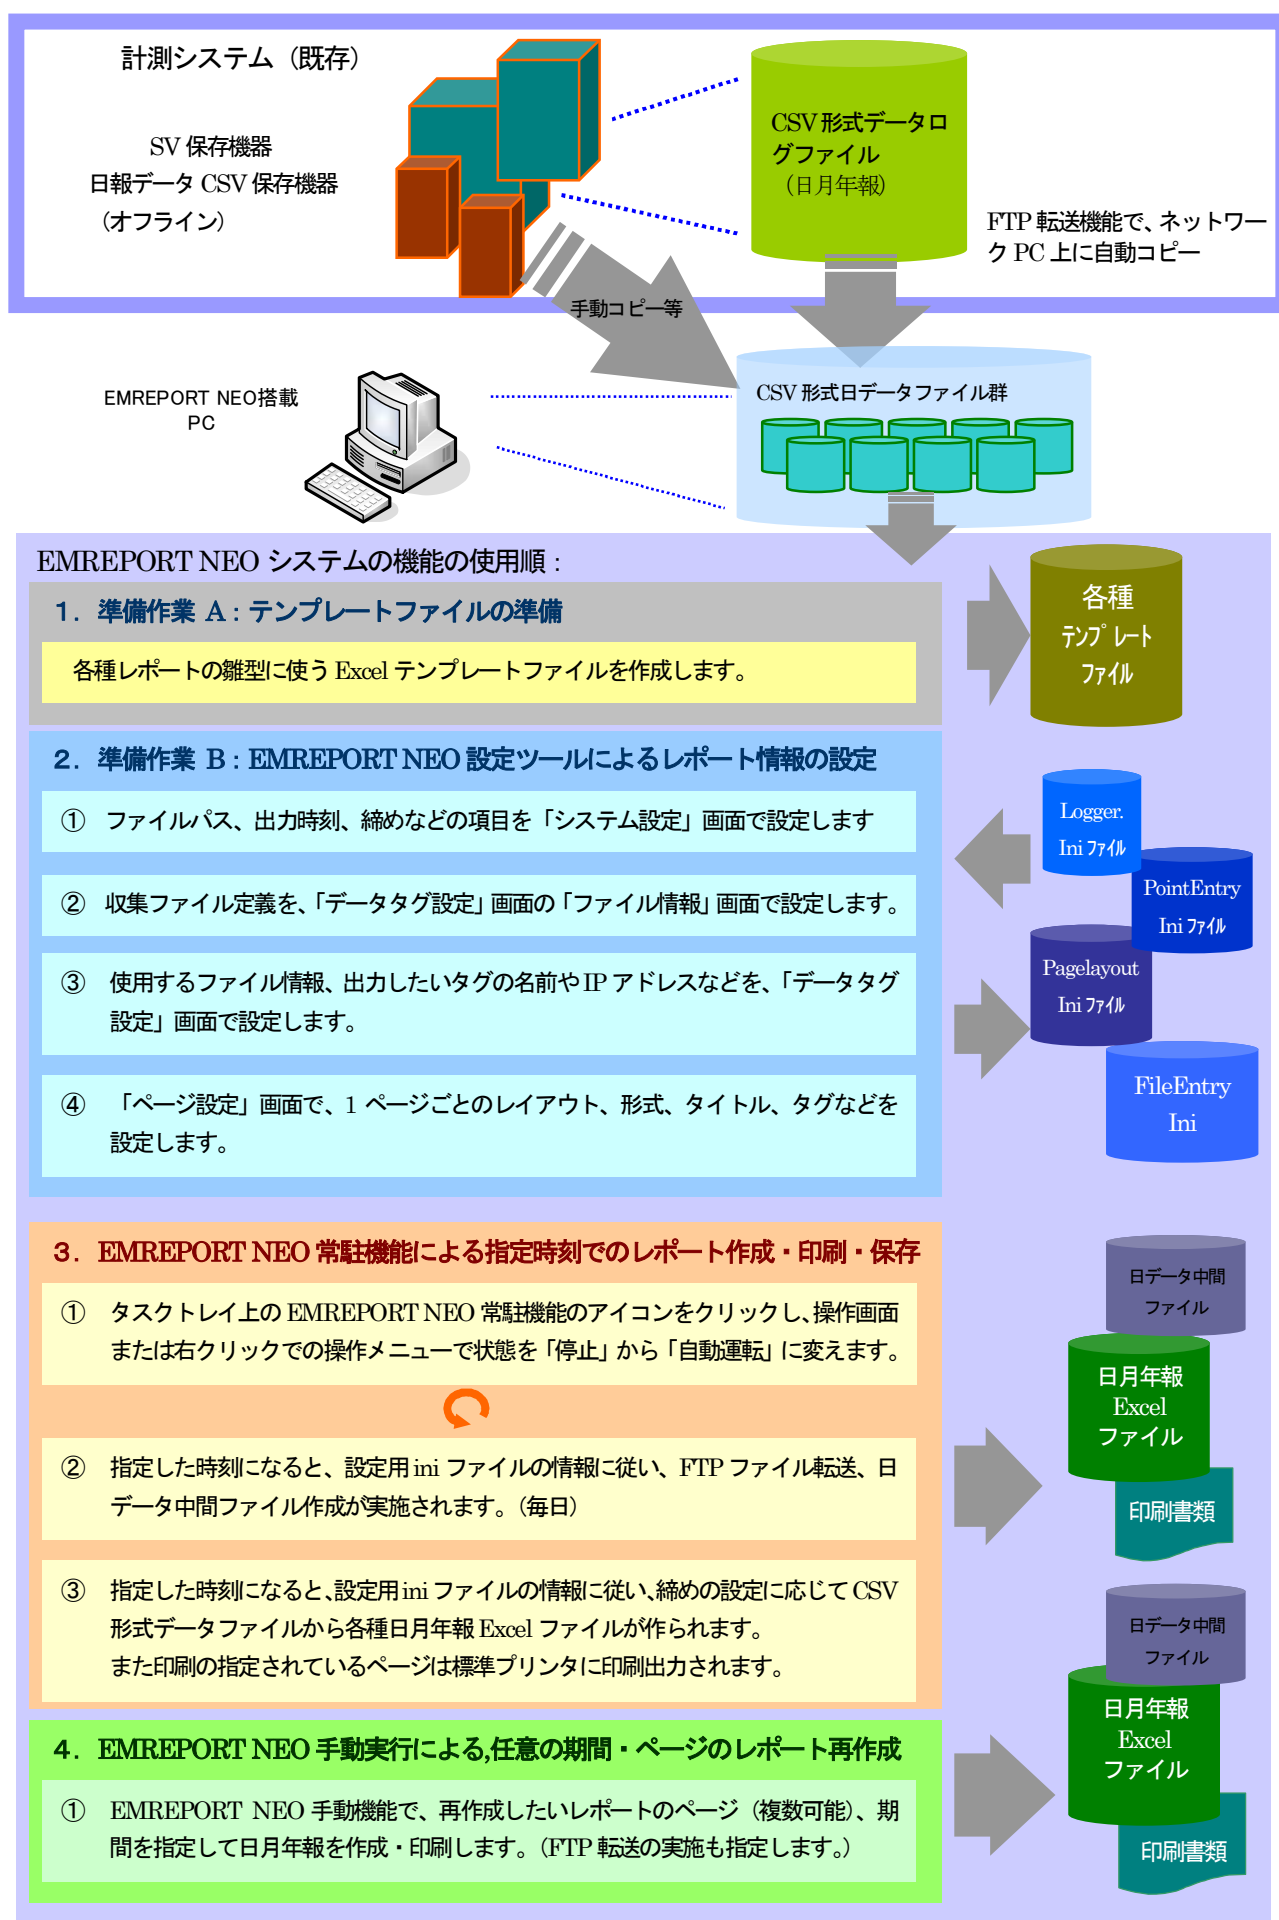 計測システム（既存）
SV 保存機器
日報データ CSV 保存機器
（オフライン）
CSV 形式データロ
グファイル
（日月年報）
FTP 転送機能で、ネットワー
ク PC 上に自動コピー
手動コピー等
EMREPORT NEO搭載
PC
CSV 形式日データファイル群
EMREPORT NEO システムの機能の使用順：
１．準備作業 A：テンプレートファイルの準備
各種レポートの雛型に使う Excel テンプレートファイルを作成します。
各種
ﾃﾝﾌﾟﾚｰﾄ
ﾌｧｲﾙ
２．準備作業 B：EMREPORT NEO 設定ツールによるレポート情報の設定
① ファイルパス、出力時刻、締めなどの項目を「システム設定」画面で設定します
② 収集ファイル定義を、「データタグ設定」画面の「ファイル情報」画面で設定します。
③ 使用するファイル情報、出力したいタグの名前や IP アドレスなどを、「データタグ
設定」画面で設定します。
④ 「ページ設定」画面で、1 ページごとのレイアウト、形式、タイトル、タグなどを
設定します。
Logger.
Ini ﾌｧｲﾙ
PointEntry
Ini ﾌｧｲﾙ
Pagelayout
Ini ﾌｧｲﾙ
FileEntry
Ini
３．EMREPORT NEO 常駐機能による指定時刻でのレポート作成・印刷・保存
① タスクトレイ上の EMREPORT NEO 常駐機能のアイコンをクリックし、操作画面
または右クリックでの操作メニューで状態を「停止」から「自動運転」に変えます。
② 指定した時刻になると、設定用 ini ファイルの情報に従い、FTP ファイル転送、日
データ中間ファイル作成が実施されます。（毎日）
③ 指定した時刻になると、設定用 ini ファイルの情報に従い、締めの設定に応じて CSV
形式データファイルから各種日月年報 Excel ファイルが作られます。
また印刷の指定されているページは標準プリンタに印刷出力されます。
日データ中間
ファイル
日月年報
Excel
ファイル
印刷書類
４．EMREPORT NEO 手動実行による,任意の期間・ページのレポート再作成
① EMREPORT NEO 手動機能で、再作成したいレポートのページ（複数可能）、期
間を指定して日月年報を作成・印刷します。（FTP 転送の実施も指定します。）
日データ中間
ファイル
日月年報
Excel
ファイル
印刷書類